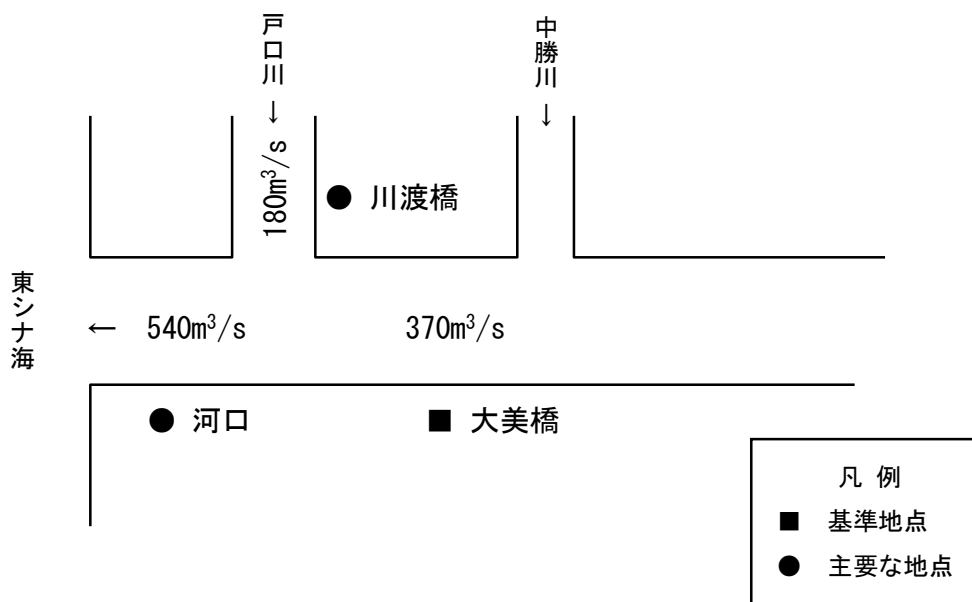 戸口川
↓
180m³/s
中勝川
↓
● 川渡橋
東シナ海
← 540m³/s
370m³/s
● 河口
■ 大美橋
凡 例
■ 基準地点
● 主要な地点